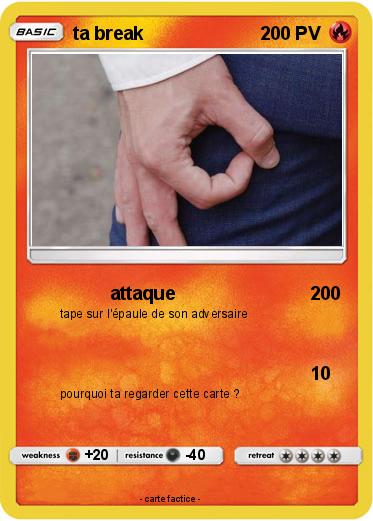 BASIC ta break 200 PV
attaque 200
tape sur l'épaule de son adversaire
10
pourquoi ta regarder cette carte ?
weakness +20 resistance -40 retreat
- carte factice -